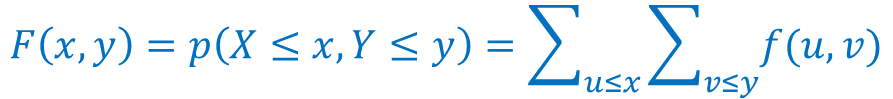 F(x, y) = p(X ≤ x, Y ≤ y) = ∑_{u≤x} ∑_{v≤y} f(u, v)